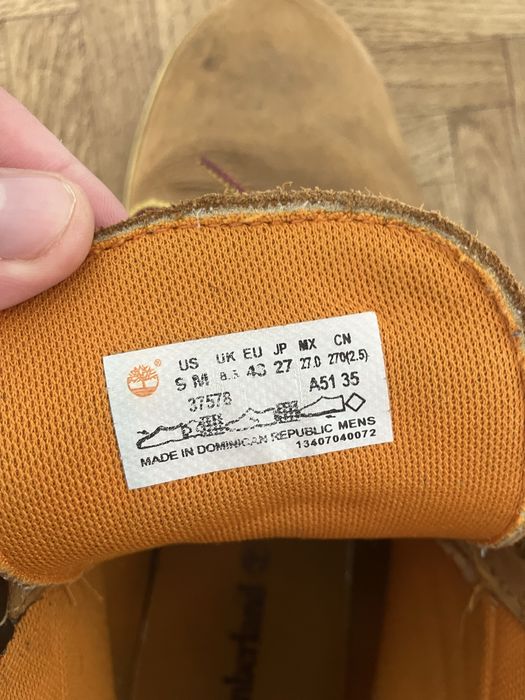 US UK EU JP MX CN
S M 8.5 43 27 27.0 270(2.5)
37578 A51 35
MADE IN DOMINICAN REPUBLIC MENS
13407040072
mberland